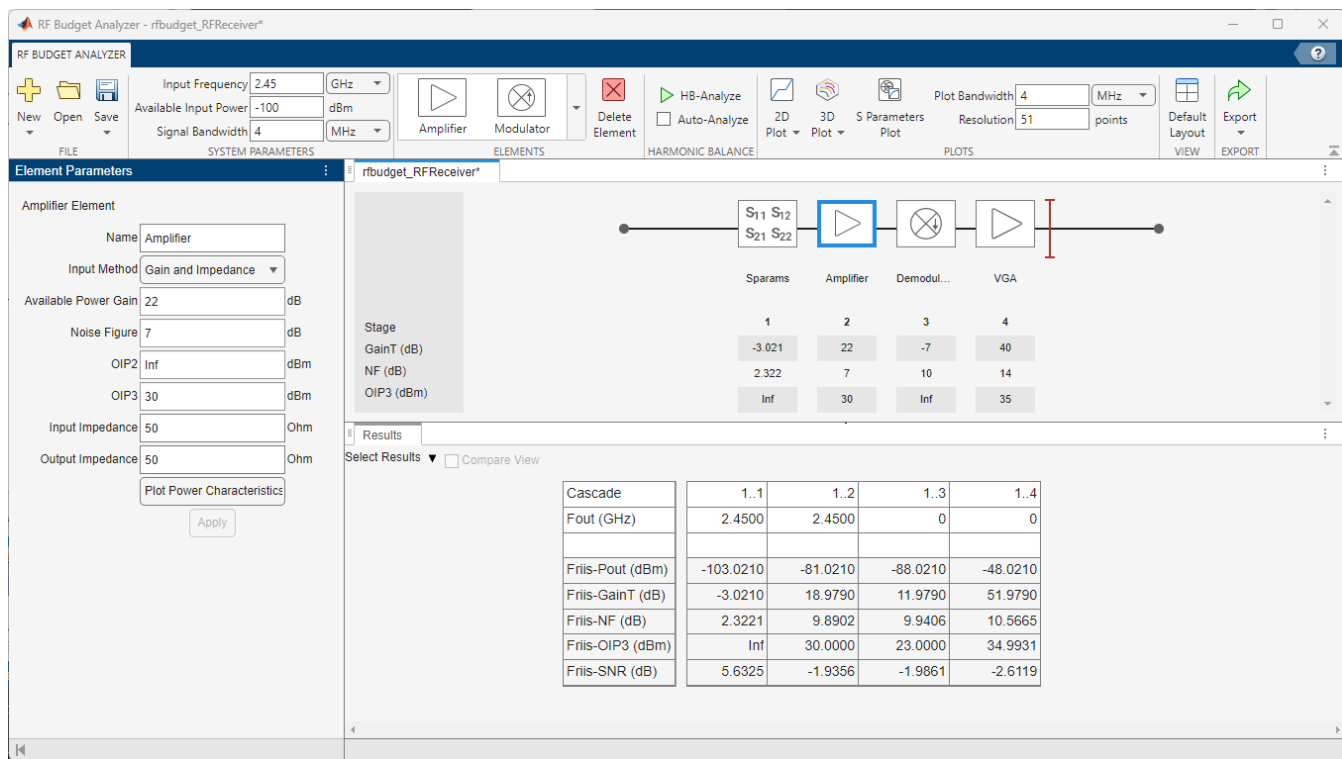 RF Budget Analyzer - rfbudget_RFReceiver*
RF BUDGET ANALYZER
?
New
Open
Save
FILE
Input Frequency 2.45 GHz
Available Input Power -100 dBm
Signal Bandwidth 4 MHz
SYSTEM PARAMETERS
Amplifier
Modulator
Delete
Element
ELEMENTS
HB-Analyze
Auto-Analyze
HARMONIC BALANCE
2D
Plot
3D
Plot
S Parameters
Plot
Plot Bandwidth 4 MHz
Resolution 51 points
PLOTS
Default
Layout
VIEW
Export
EXPORT
Element Parameters
Amplifier Element
Name Amplifier
Input Method Gain and Impedance
Available Power Gain 22 dB
Noise Figure 7 dB
OIP2 Inf dBm
OIP3 30 dBm
Input Impedance 50 Ohm
Output Impedance 50 Ohm
Plot Power Characteristics
Apply
rfbudget_RFReceiver*
S11 S12
S21 S22
Sparams Amplifier Demodul... VGA
Stage 1 2 3 4
GainT (dB) -3.021 22 -7 40
NF (dB) 2.322 7 10 14
OIP3 (dBm) Inf 30 Inf 35
Results
Select Results Compare View
Cascade 1..1 1..2 1..3 1..4
Fout (GHz) 2.4500 2.4500 0 0
Friis-Pout (dBm) -103.0210 -81.0210 -88.0210 -48.0210
Friis-GainT (dB) -3.0210 18.9790 11.9790 51.9790
Friis-NF (dB) 2.3221 9.8902 9.9406 10.5665
Friis-OIP3 (dBm) Inf 30.0000 23.0000 34.9931
Friis-SNR (dB) 5.6325 -1.9356 -1.9861 -2.6119